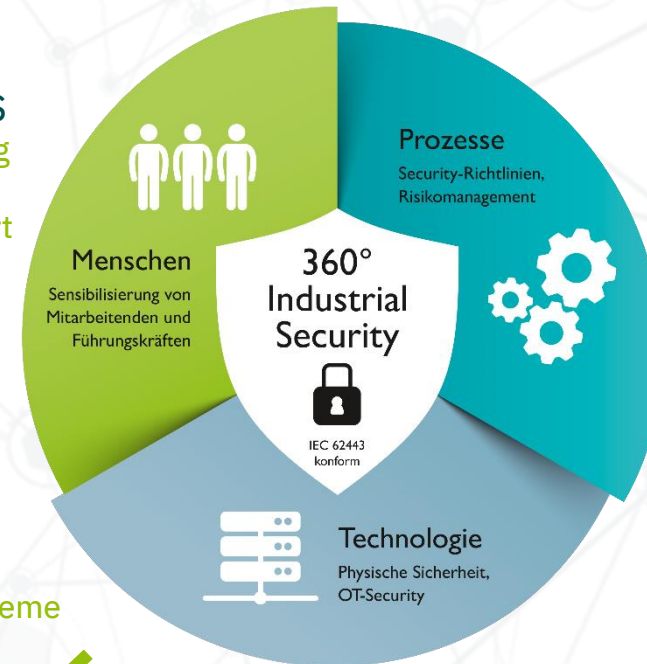 Menschen
Sensibilisierung von
Mitarbeitenden und
Führungskräften
Prozesse
Security-Richtlinien,
Risikomanagement
360°
Industrial
Security
IEC 62443
konform
Technologie
Physische Sicherheit,
OT-Security